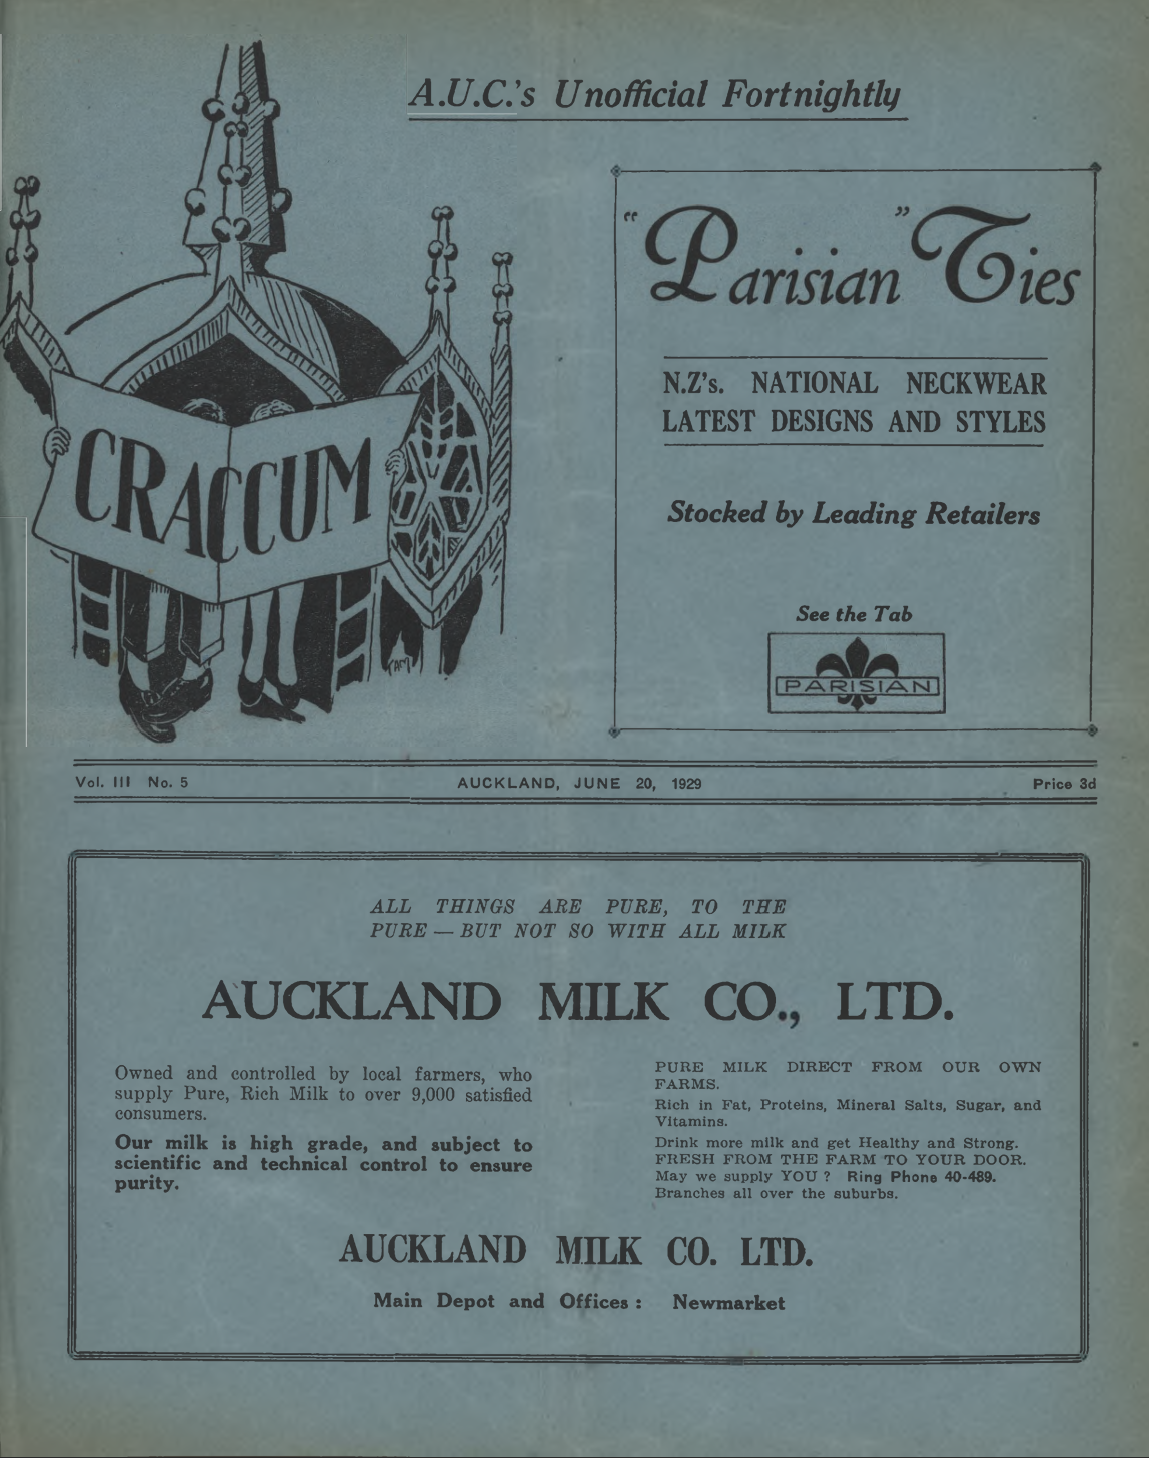 A.U.C.'s Unofficial Fortnightly
CRACCUM
"Parisian" Ties
N.Z's. NATIONAL NECKWEAR
LATEST DESIGNS AND STYLES
Stocked by Leading Retailers
See the Tab
PARISIAN
Vol. III No. 5 AUCKLAND, JUNE 20, 1929 Price 3d
ALL THINGS ARE PURE, TO THE
PURE — BUT NOT SO WITH ALL MILK
AUCKLAND MILK CO., LTD.
Owned and controlled by local farmers, who
supply Pure, Rich Milk to over 9,000 satisfied
consumers.
Our milk is high grade, and subject to
scientific and technical control to ensure
purity.
PURE MILK DIRECT FROM OUR OWN
FARMS.
Rich in Fat, Proteins, Mineral Salts, Sugar, and
Vitamins.
Drink more milk and get Healthy and Strong.
FRESH FROM THE FARM TO YOUR DOOR.
May we supply YOU ? Ring Phone 40-489.
Branches all over the suburbs.
AUCKLAND MILK CO. LTD.
Main Depot and Offices : Newmarket